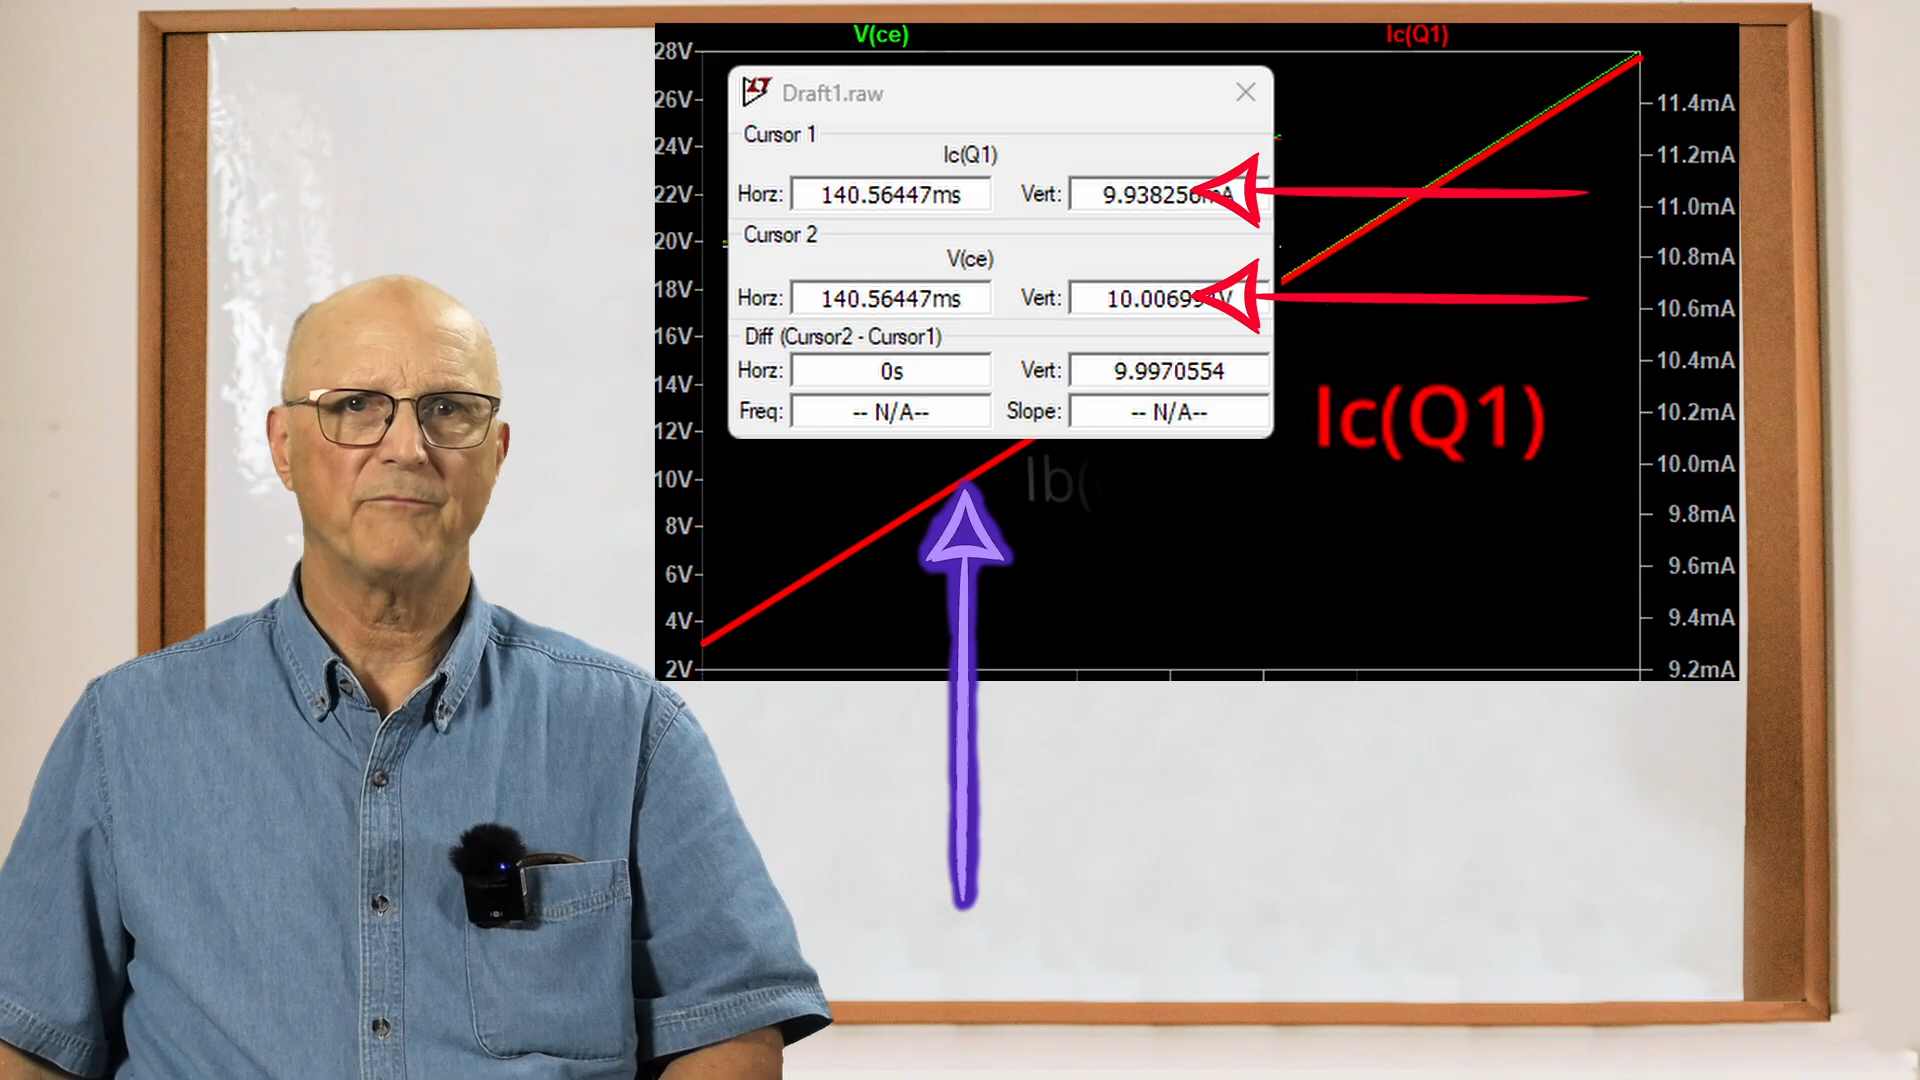 V(ce) Ic(Q1)
28V
26V
24V
22V
20V
18V
16V
14V
12V
10V
8V
6V
4V
2V
Draft1.raw
Cursor 1
Ic(Q1)
Horz: 140.56447ms Vert: 9.938256mA
Cursor 2
V(ce)
Horz: 140.56447ms Vert:
Diff (Cursor2 - Cursor1)
Horz: 0s Vert: 9.9970554
Freq: -- N/A-- Slope: -- N/A--
Ic(Q1)
Ib(
11.4mA
11.2mA
11.0mA
10.8mA
10.6mA
10.4mA
10.2mA
10.0mA
9.8mA
9.6mA
9.4mA
9.2mA